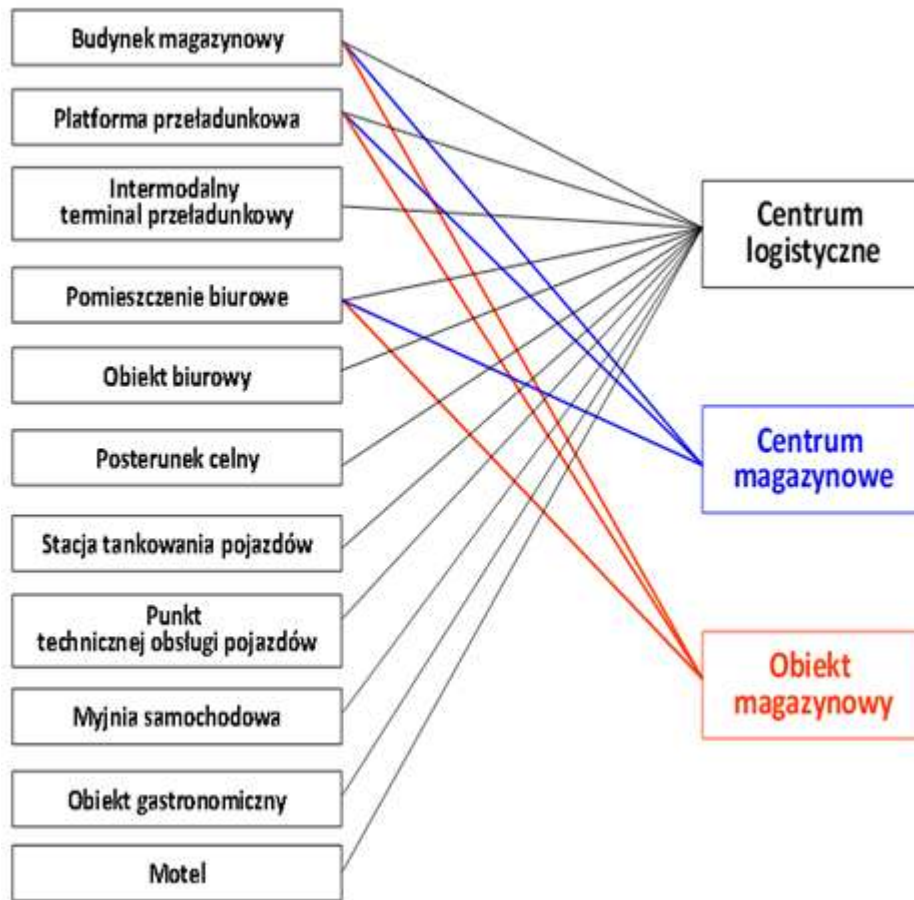 Budynek magazynowy
Platforma przeładunkowa
Intermodalny
terminal przeładunkowy
Pomieszczenie biurowe
Obiekt biurowy
Posterunek celny
Stacja tankowania pojazdów
Punkt
technicznej obsługi pojazdów
Myjnia samochodowa
Obiekt gastronomiczny
Motel
Centrum
logistyczne
Centrum
magazynowe
Obiekt
magazynowy